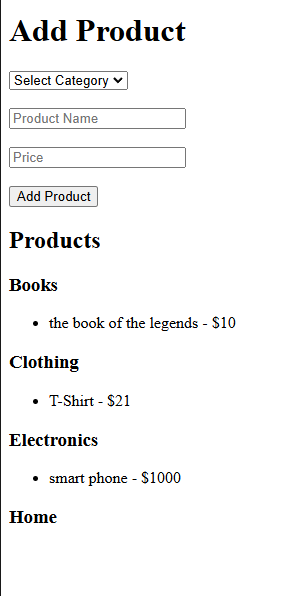 Add Product
Select Category
Product Name
Price
Add Product
Products
Books
the book of the legends - $10
Clothing
T-Shirt - $21
Electronics
smart phone - $1000
Home